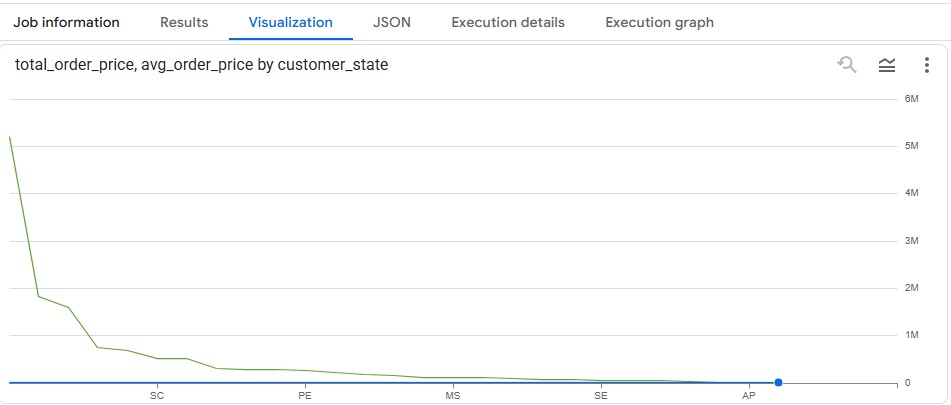 Job information Results Visualization JSON Execution details Execution graph
total_order_price, avg_order_price by customer_state
6M
5M
4M
3M
2M
1M
0
SC PE MS SE AP